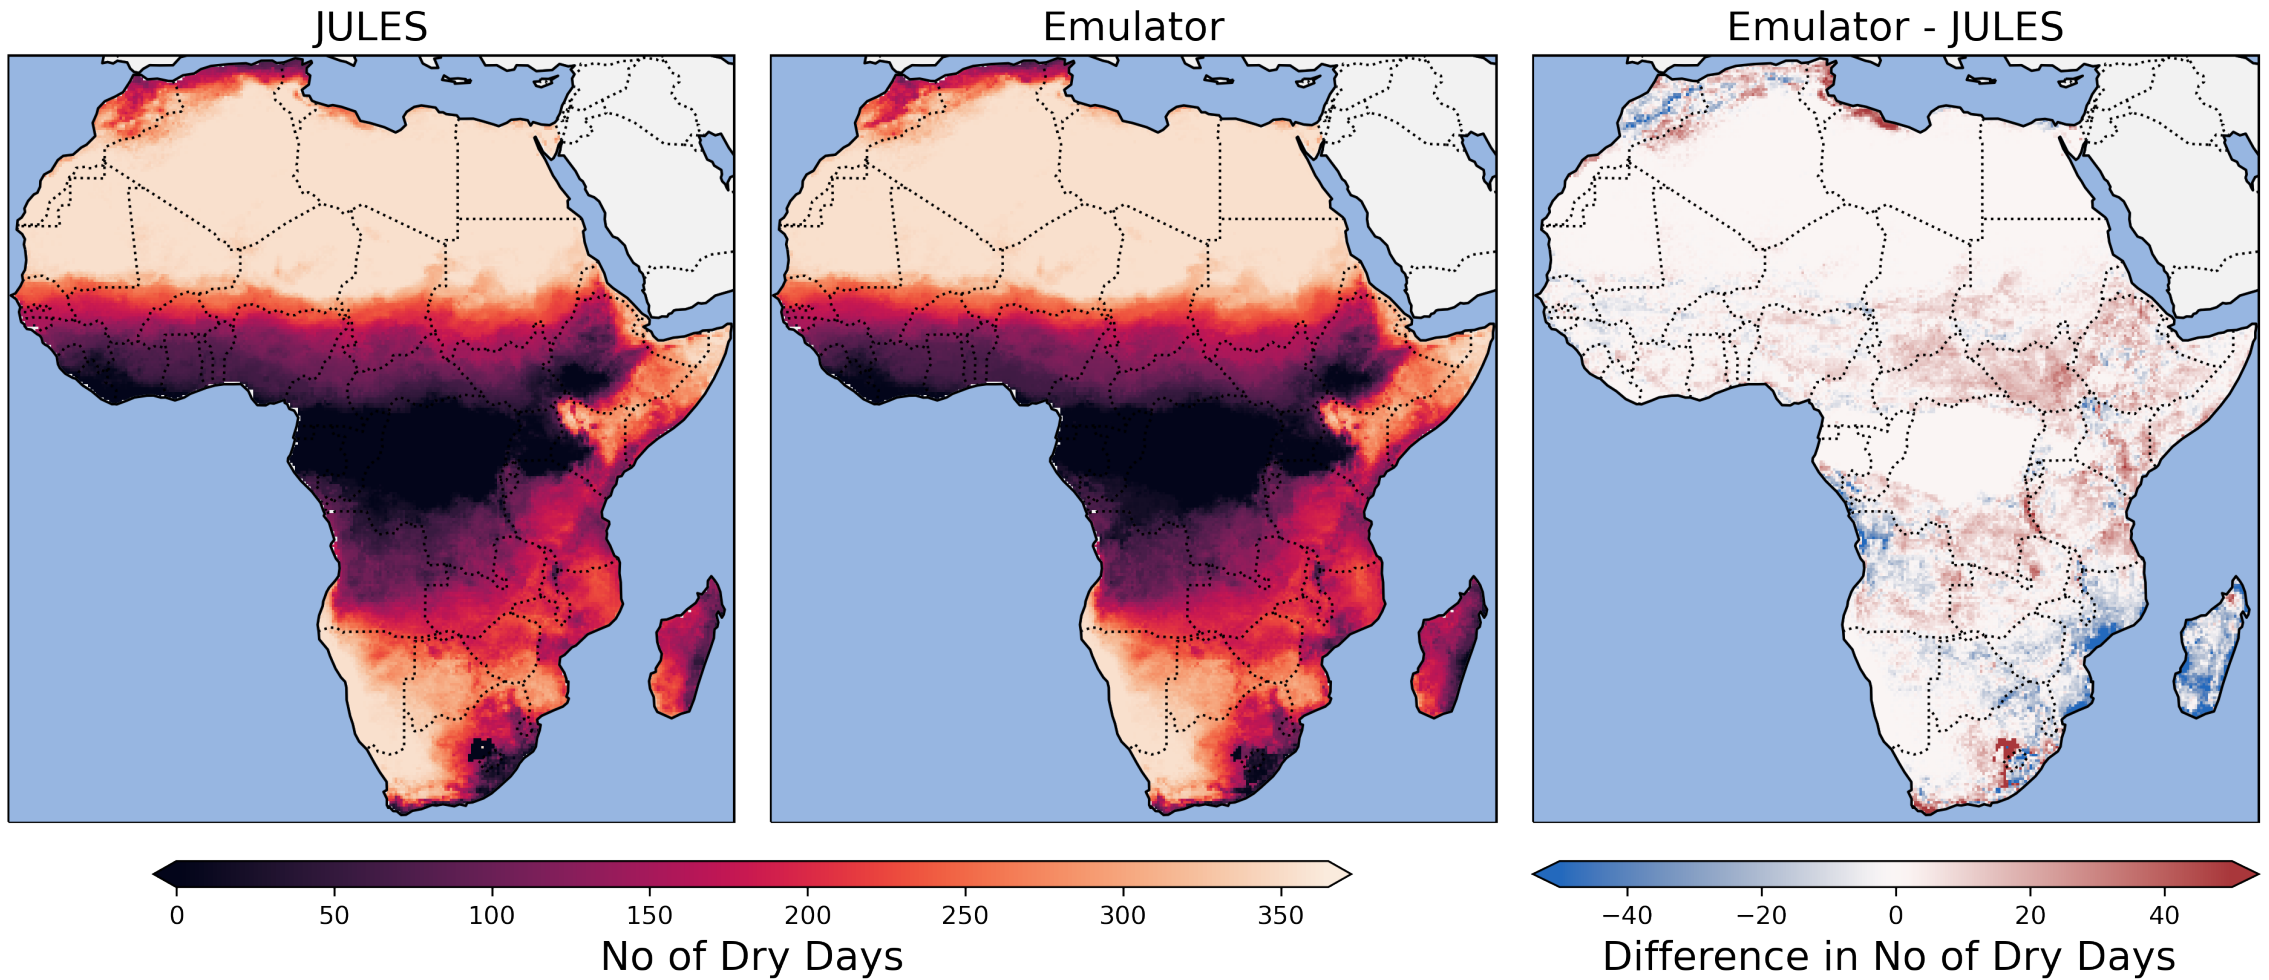 JULES
Emulator
Emulator - JULES
0 50 100 150 200 250 300 350
No of Dry Days
−40 −20 0 20 40
Difference in No of Dry Days